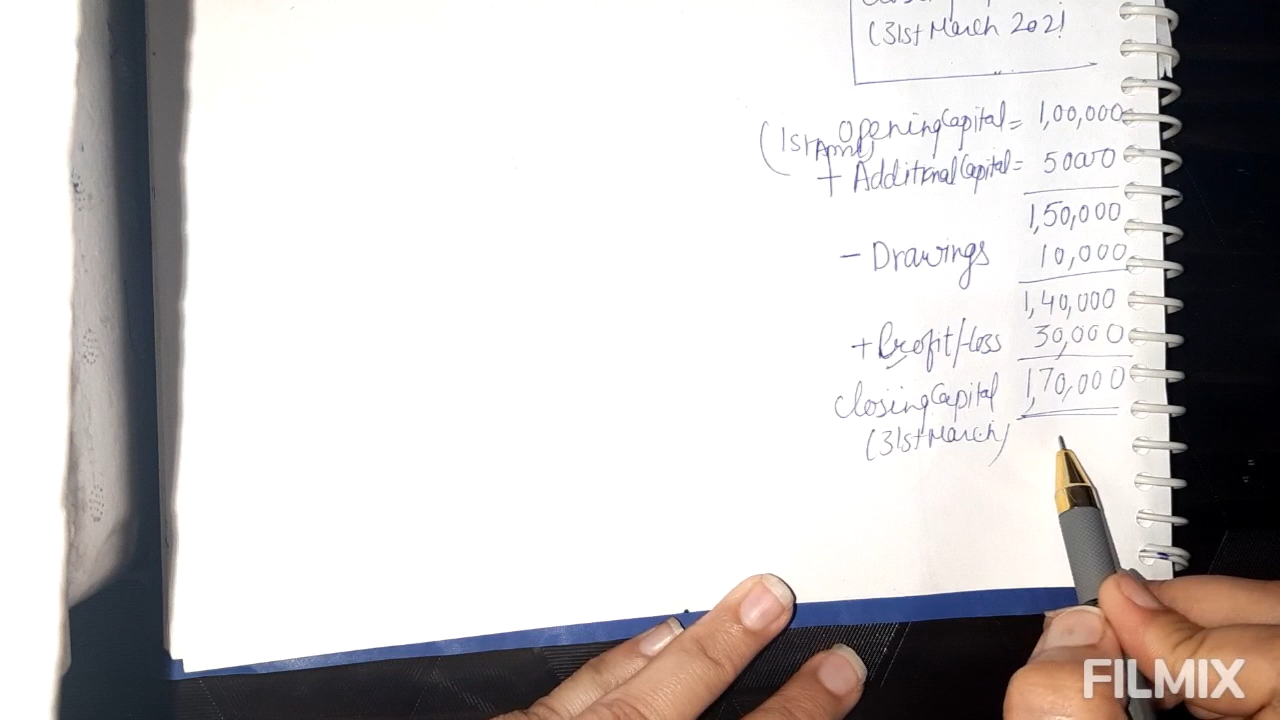 (31st March 2021
Opening Capital = 1,00,000
(1st April)
+ Additional Capital = 50000
1,50,000
- Drawings 10,000
1,40,000
+ Profit/-Loss 30,000
Closing Capital 1,70,000
(31st March)
FILMIX